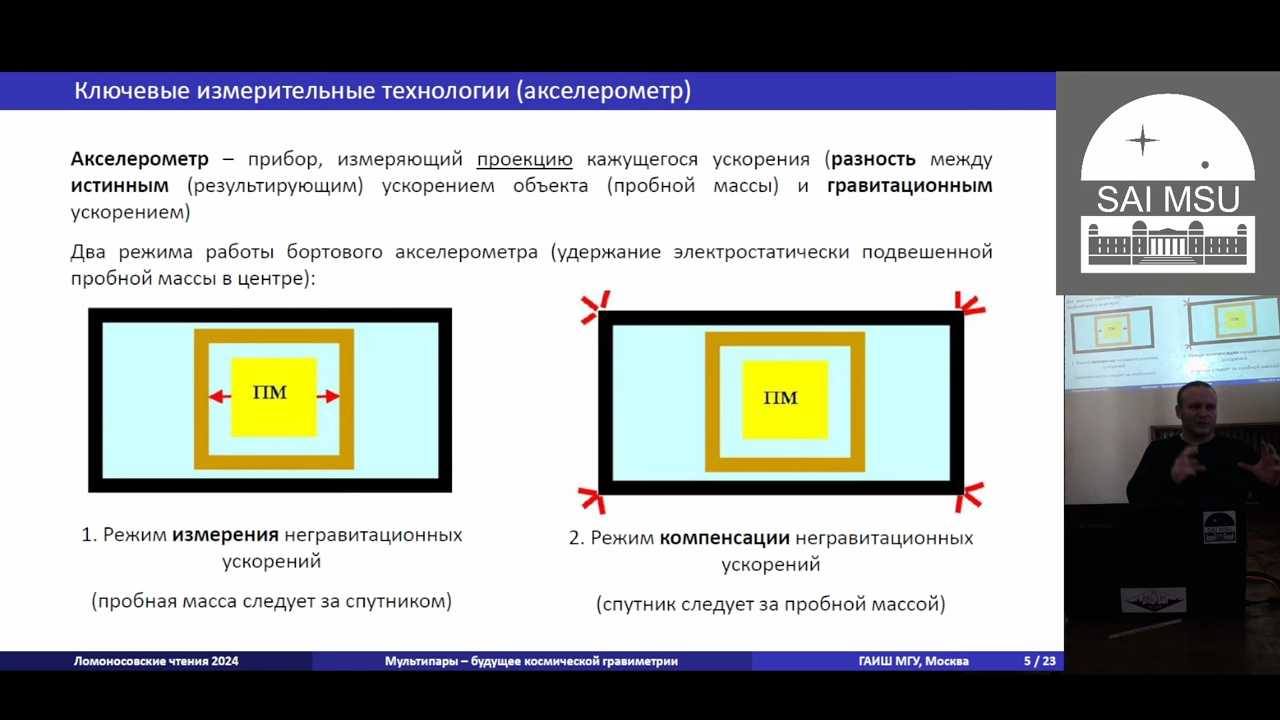 Ключевые измерительные технологии (акселерометр)
Акселерометр – прибор, измеряющий проекцию кажущегося ускорения (разность между
истинным (результирующим) ускорением объекта (пробной массы) и гравитационным
ускорением)
Два режима работы бортового акселерометра (удержание электростатически подвешенной
пробной массы в центре):
ПМ
ПМ
1. Режим измерения негравитационных
ускорений
(пробная масса следует за спутником)
2. Режим компенсации негравитационных
ускорений
(спутник следует за пробной массой)
Ломоносовские чтения 2024
Мультипары – будущее космической гравиметрии
ГАИШ МГУ, Москва
5 / 23
SAI MSU